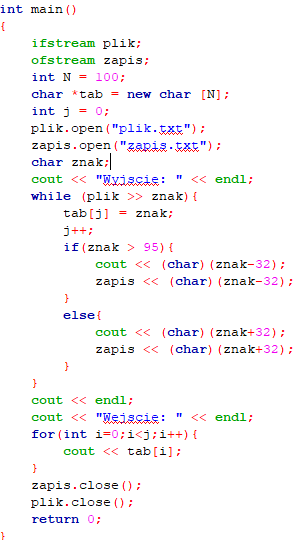 int main()
{
    ifstream plik;
    ofstream zapis;
    int N = 100;
    char *tab = new char [N];
    int j = 0;
    plik.open("plik.txt");
    zapis.open("zapis.txt");
    char znak;
    cout << "Wyjscie: " << endl;
    while (plik >> znak){
        tab[j] = znak;
        j++;
        if(znak > 95){
            cout << (char)(znak-32);
            zapis << (char)(znak-32);
        }
        else{
            cout << (char)(znak+32);
            zapis << (char)(znak+32);
        }
    }
    cout << endl;
    cout << "Wejscie: " << endl;
    for(int i=0;i<j;i++){
        cout << tab[i];
    }
    zapis.close();
    plik.close();
    return 0;
}